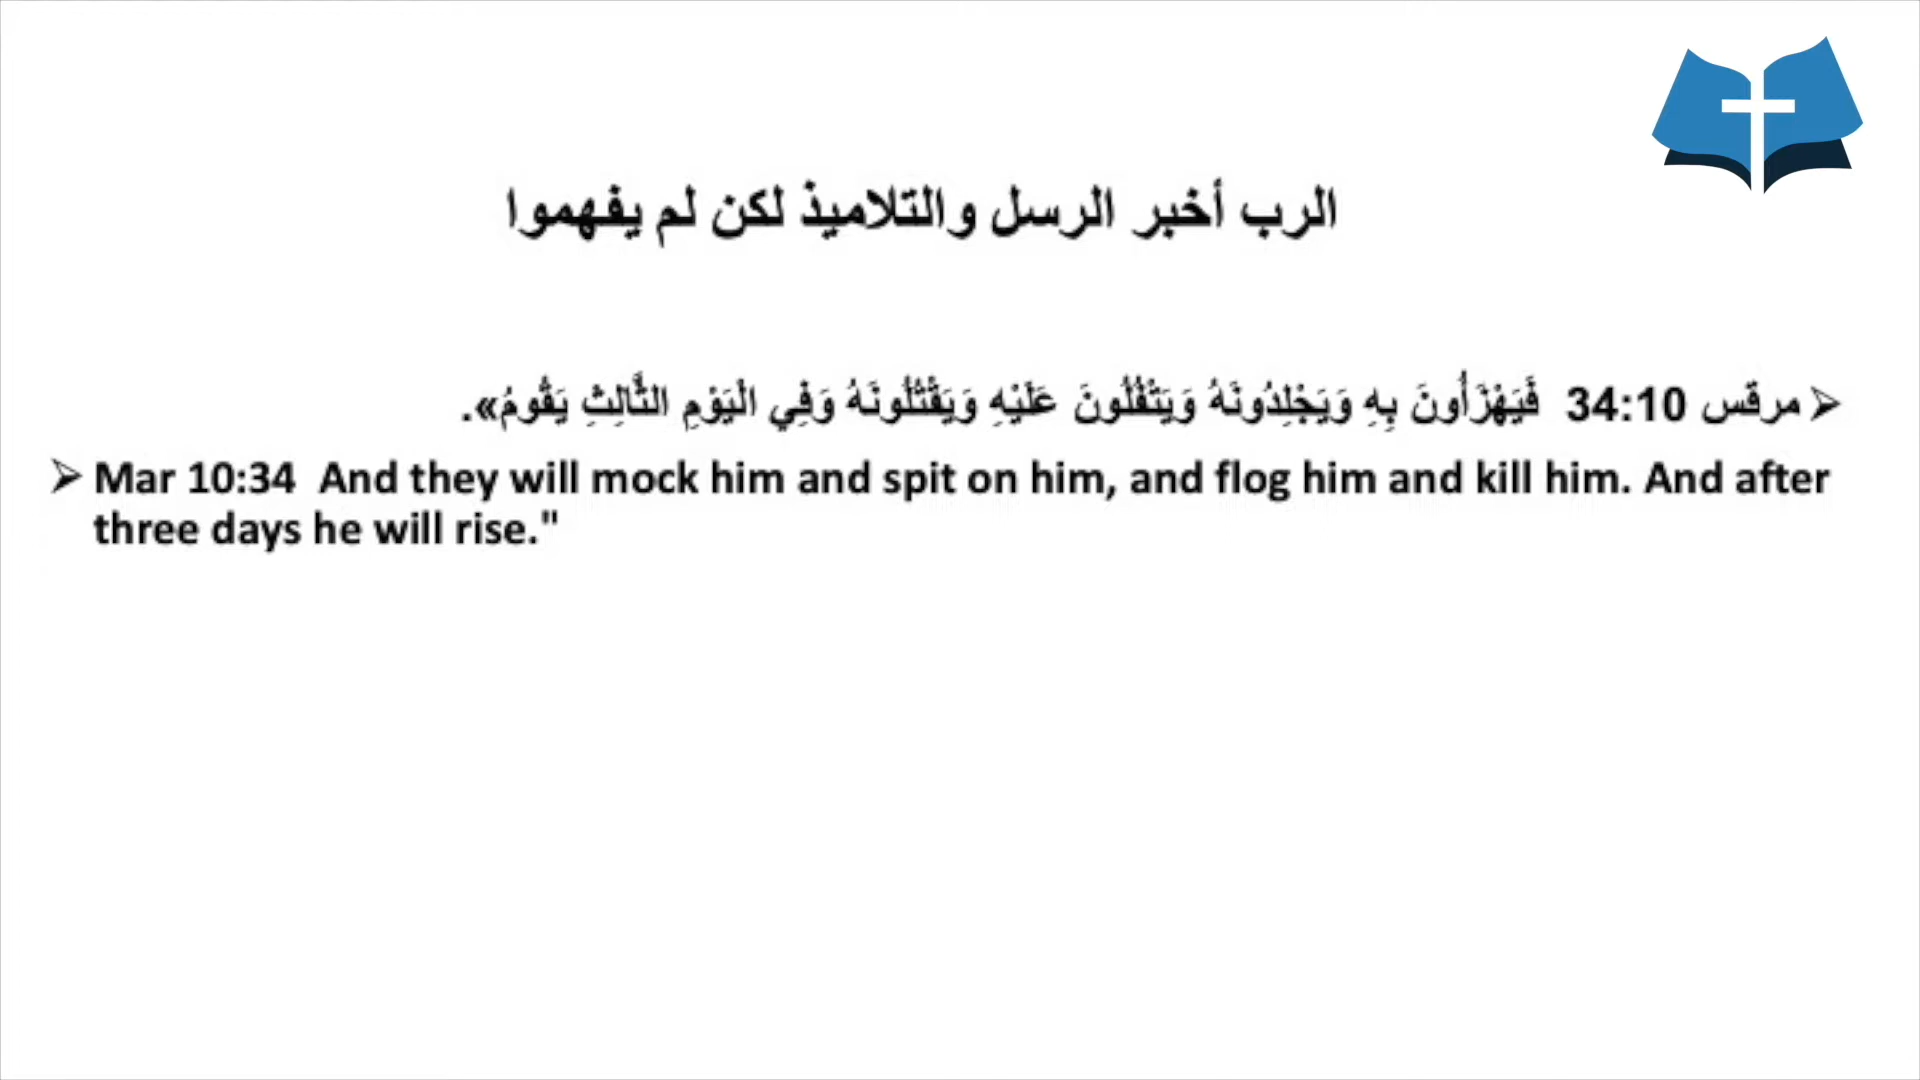 الرب أخبر الرسل والتلاميذ لكن لم يفهموا
➢ مرقس 34:10 فَيَهْزَأُونَ بِهِ وَيَجْلِدُونَهُ وَيَتْفُلُونَ عَلَيْهِ وَيَقْتُلُونَهُ وَفِي الْيَوْمِ الثَّالِثِ يَقُومُ».
➢ Mar 10:34 And they will mock him and spit on him, and flog him and kill him. And after
three days he will rise."